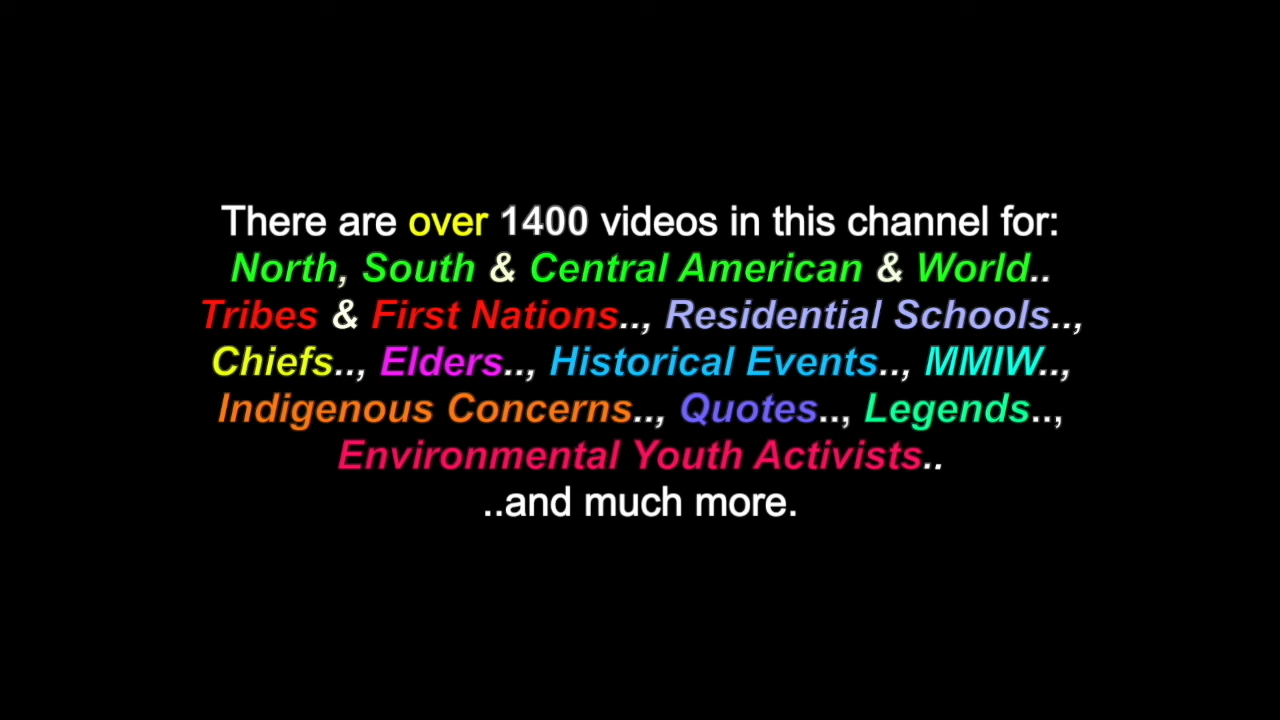 There are over 1400 videos in this channel for:
North, South & Central American & World..
Tribes & First Nations.., Residential Schools..,
Chiefs.., Elders.., Historical Events.., MMIW..,
Indigenous Concerns.., Quotes.., Legends..,
Environmental Youth Activists..
..and much more.